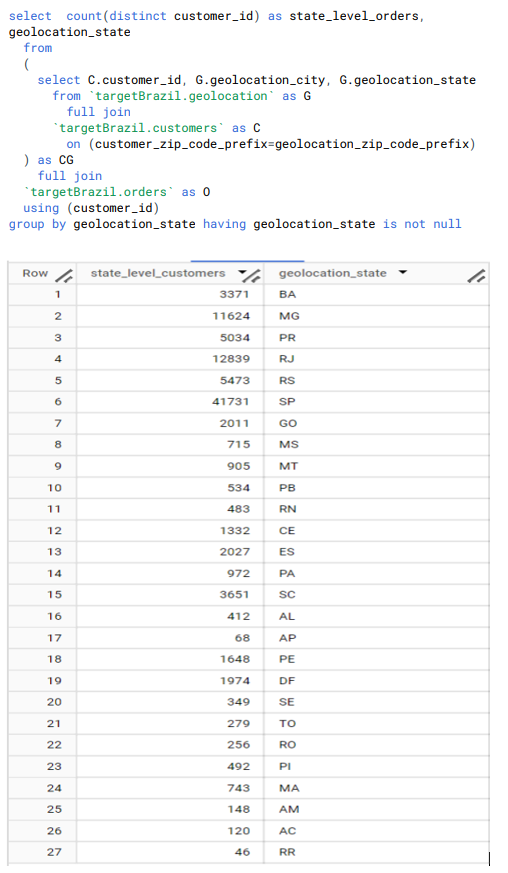 select  count(distinct customer_id) as state_level_orders,
geolocation_state
  from
  (
    select C.customer_id, G.geolocation_city, G.geolocation_state
      from `targetBrazil.geolocation` as G
        full join
      `targetBrazil.customers` as C
        on (customer_zip_code_prefix=geolocation_zip_code_prefix)
  ) as CG
    full join
  `targetBrazil.orders` as O
  using (customer_id)
group by geolocation_state having geolocation_state is not null
Row state_level_customers geolocation_state
1 3371 BA
2 11624 MG
3 5034 PR
4 12839 RJ
5 5473 RS
6 41731 SP
7 2011 GO
8 715 MS
9 905 MT
10 534 PB
11 483 RN
12 1332 CE
13 2027 ES
14 972 PA
15 3651 SC
16 412 AL
17 68 AP
18 1648 PE
19 1974 DF
20 349 SE
21 279 TO
22 256 RO
23 492 PI
24 743 MA
25 148 AM
26 120 AC
27 46 RR